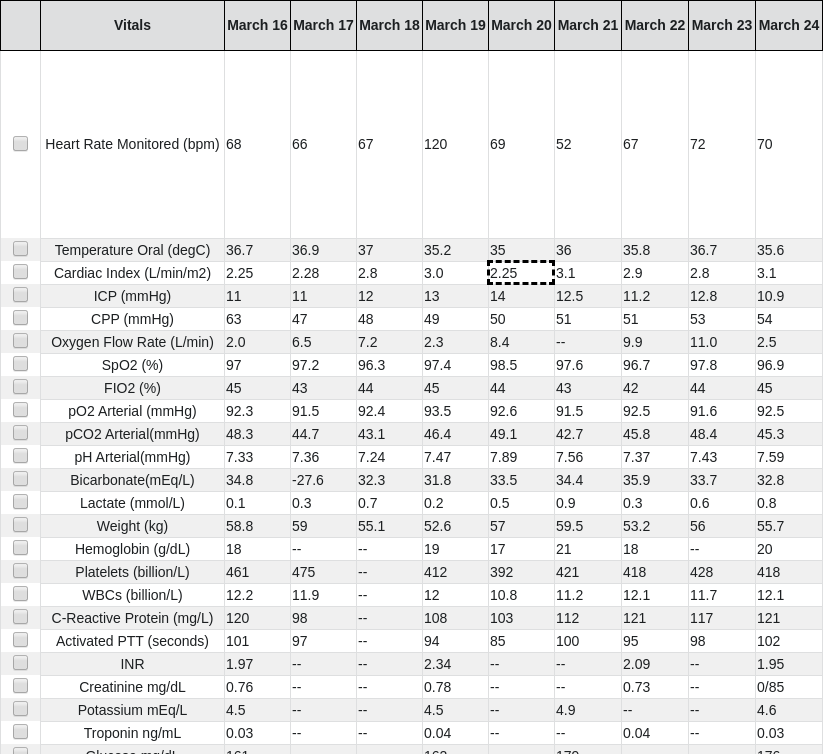 Vitals March 16 March 17 March 18 March 19 March 20 March 21 March 22 March 23 March 24
Heart Rate Monitored (bpm) 68 66 67 120 69 52 67 72 70
Temperature Oral (degC) 36.7 36.9 37 35.2 35 36 35.8 36.7 35.6
Cardiac Index (L/min/m2) 2.25 2.28 2.8 3.0 2.25 3.1 2.9 2.8 3.1
ICP (mmHg) 11 11 12 13 14 12.5 11.2 12.8 10.9
CPP (mmHg) 63 47 48 49 50 51 51 53 54
Oxygen Flow Rate (L/min) 2.0 6.5 7.2 2.3 8.4 -- 9.9 11.0 2.5
SpO2 (%) 97 97.2 96.3 97.4 98.5 97.6 96.7 97.8 96.9
FIO2 (%) 45 43 44 45 44 43 42 44 45
pO2 Arterial (mmHg) 92.3 91.5 92.4 93.5 92.6 91.5 92.5 91.6 92.5
pCO2 Arterial(mmHg) 48.3 44.7 43.1 46.4 49.1 42.7 45.8 48.4 45.3
pH Arterial(mmHg) 7.33 7.36 7.24 7.47 7.89 7.56 7.37 7.43 7.59
Bicarbonate(mEq/L) 34.8 -27.6 32.3 31.8 33.5 34.4 35.9 33.7 32.8
Lactate (mmol/L) 0.1 0.3 0.7 0.2 0.5 0.9 0.3 0.6 0.8
Weight (kg) 58.8 59 55.1 52.6 57 59.5 53.2 56 55.7
Hemoglobin (g/dL) 18 -- -- 19 17 21 18 -- 20
Platelets (billion/L) 461 475 -- 412 392 421 418 428 418
WBCs (billion/L) 12.2 11.9 -- 12 10.8 11.2 12.1 11.7 12.1
C-Reactive Protein (mg/L) 120 98 -- 108 103 112 121 117 121
Activated PTT (seconds) 101 97 -- 94 85 100 95 98 102
INR 1.97 -- -- 2.34 -- -- 2.09 -- 1.95
Creatinine mg/dL 0.76 -- -- 0.78 -- -- 0.73 -- 0/85
Potassium mEq/L 4.5 -- -- 4.5 -- 4.9 -- -- 4.6
Troponin ng/mL 0.03 -- -- 0.04 -- -- 0.04 -- 0.03